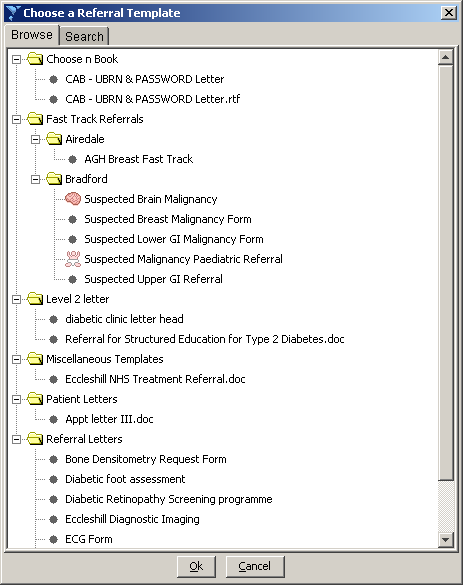 Choose a Referral Template
Browse Search
Choose n Book
CAB - UBRN & PASSWORD Letter
CAB - UBRN & PASSWORD Letter.rtf
Fast Track Referrals
Airedale
AGH Breast Fast Track
Bradford
Suspected Brain Malignancy
Suspected Breast Malignancy Form
Suspected Lower GI Malignancy Form
Suspected Malignancy Paediatric Referral
Suspected Upper GI Referral
Level 2 letter
diabetic clinic letter head
Referral for Structured Education for Type 2 Diabetes.doc
Miscellaneous Templates
Eccleshill NHS Treatment Referral.doc
Patient Letters
Appt letter III.doc
Referral Letters
Bone Densitometry Request Form
Diabetic foot assessment
Diabetic Retinopathy Screening programme
Eccleshill Diagnostic Imaging
ECG Form
Ok Cancel